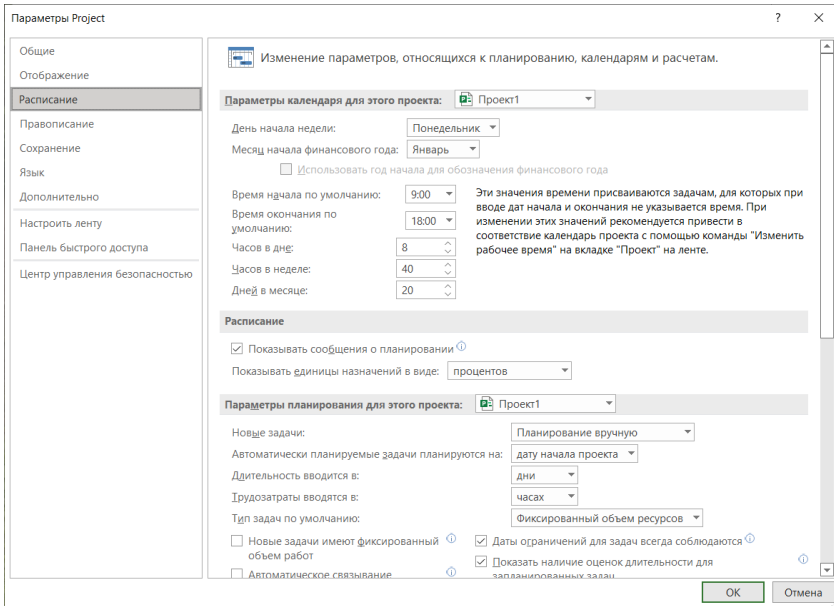 Параметры Project
Общие
Отображение
Расписание
Правописание
Сохранение
Язык
Дополнительно
Настроить ленту
Панель быстрого доступа
Центр управления безопасностью
Изменение параметров, относящихся к планированию, календарям и расчетам.
Параметры календаря для этого проекта: Проект1
День начала недели: Понедельник
Месяц начала финансового года: Январь
Использовать год начала для обозначения финансового года
Время начала по умолчанию: 9:00
Время окончания по
умолчанию: 18:00
Часов в дне: 8
Часов в неделе: 40
Дней в месяце: 20
Эти значения времени присваиваются задачам, для которых при
вводе дат начала и окончания не указывается время. При
изменении этих значений рекомендуется привести в
соответствие календарь проекта с помощью команды "Изменить
рабочее время" на вкладке "Проект" на ленте.
Расписание
Показывать сообщения о планировании
Показывать единицы назначений в виде: процентов
Параметры планирования для этого проекта: Проект1
Новые задачи: Планирование вручную
Автоматически планируемые задачи планируются на: дату начала проекта
Длительность вводится в: дни
Трудозатраты вводятся в: часах
Тип задач по умолчанию: Фиксированный объем ресурсов
Новые задачи имеют фиксированный
объем работ
Автоматическое связывание
Даты ограничений для задач всегда соблюдаются
Показать наличие оценок длительности для
запланированных задач
ОК
Отмена